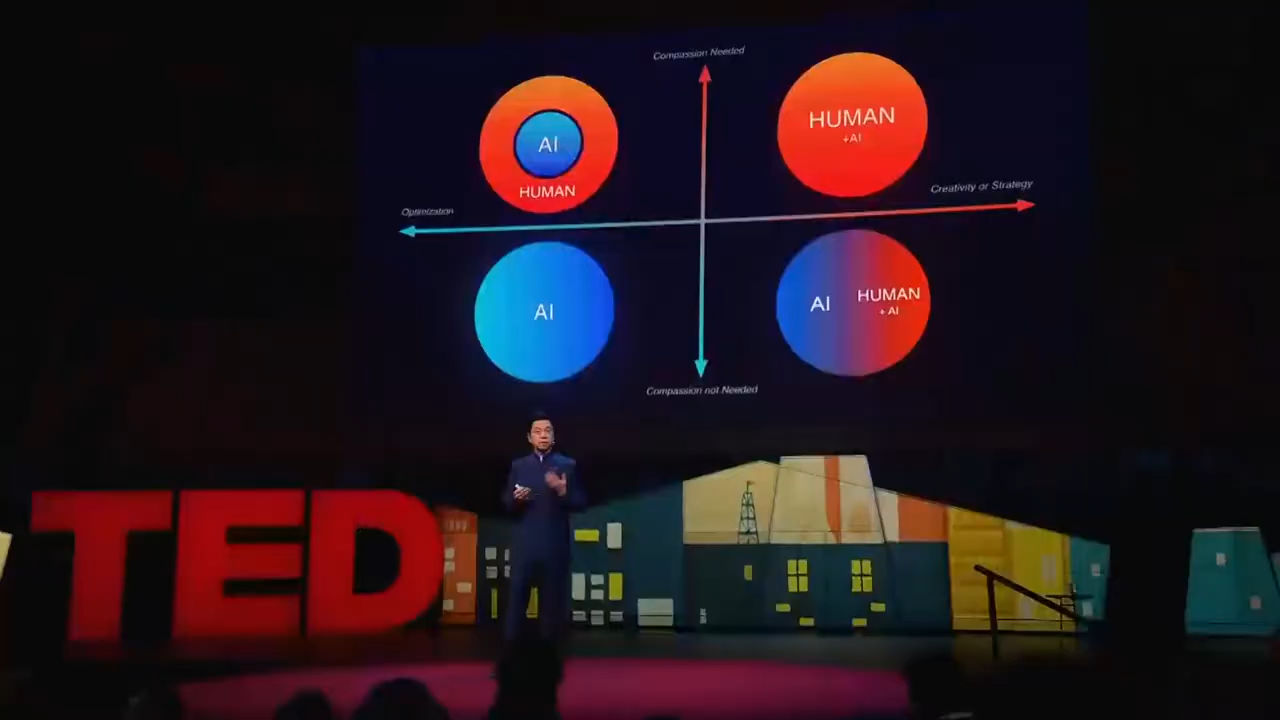 Compassion Needed
AI
HUMAN
HUMAN
+AI
Optimization
Creativity or Strategy
AI
AI
HUMAN
+ AI
Compassion not Needed
TED